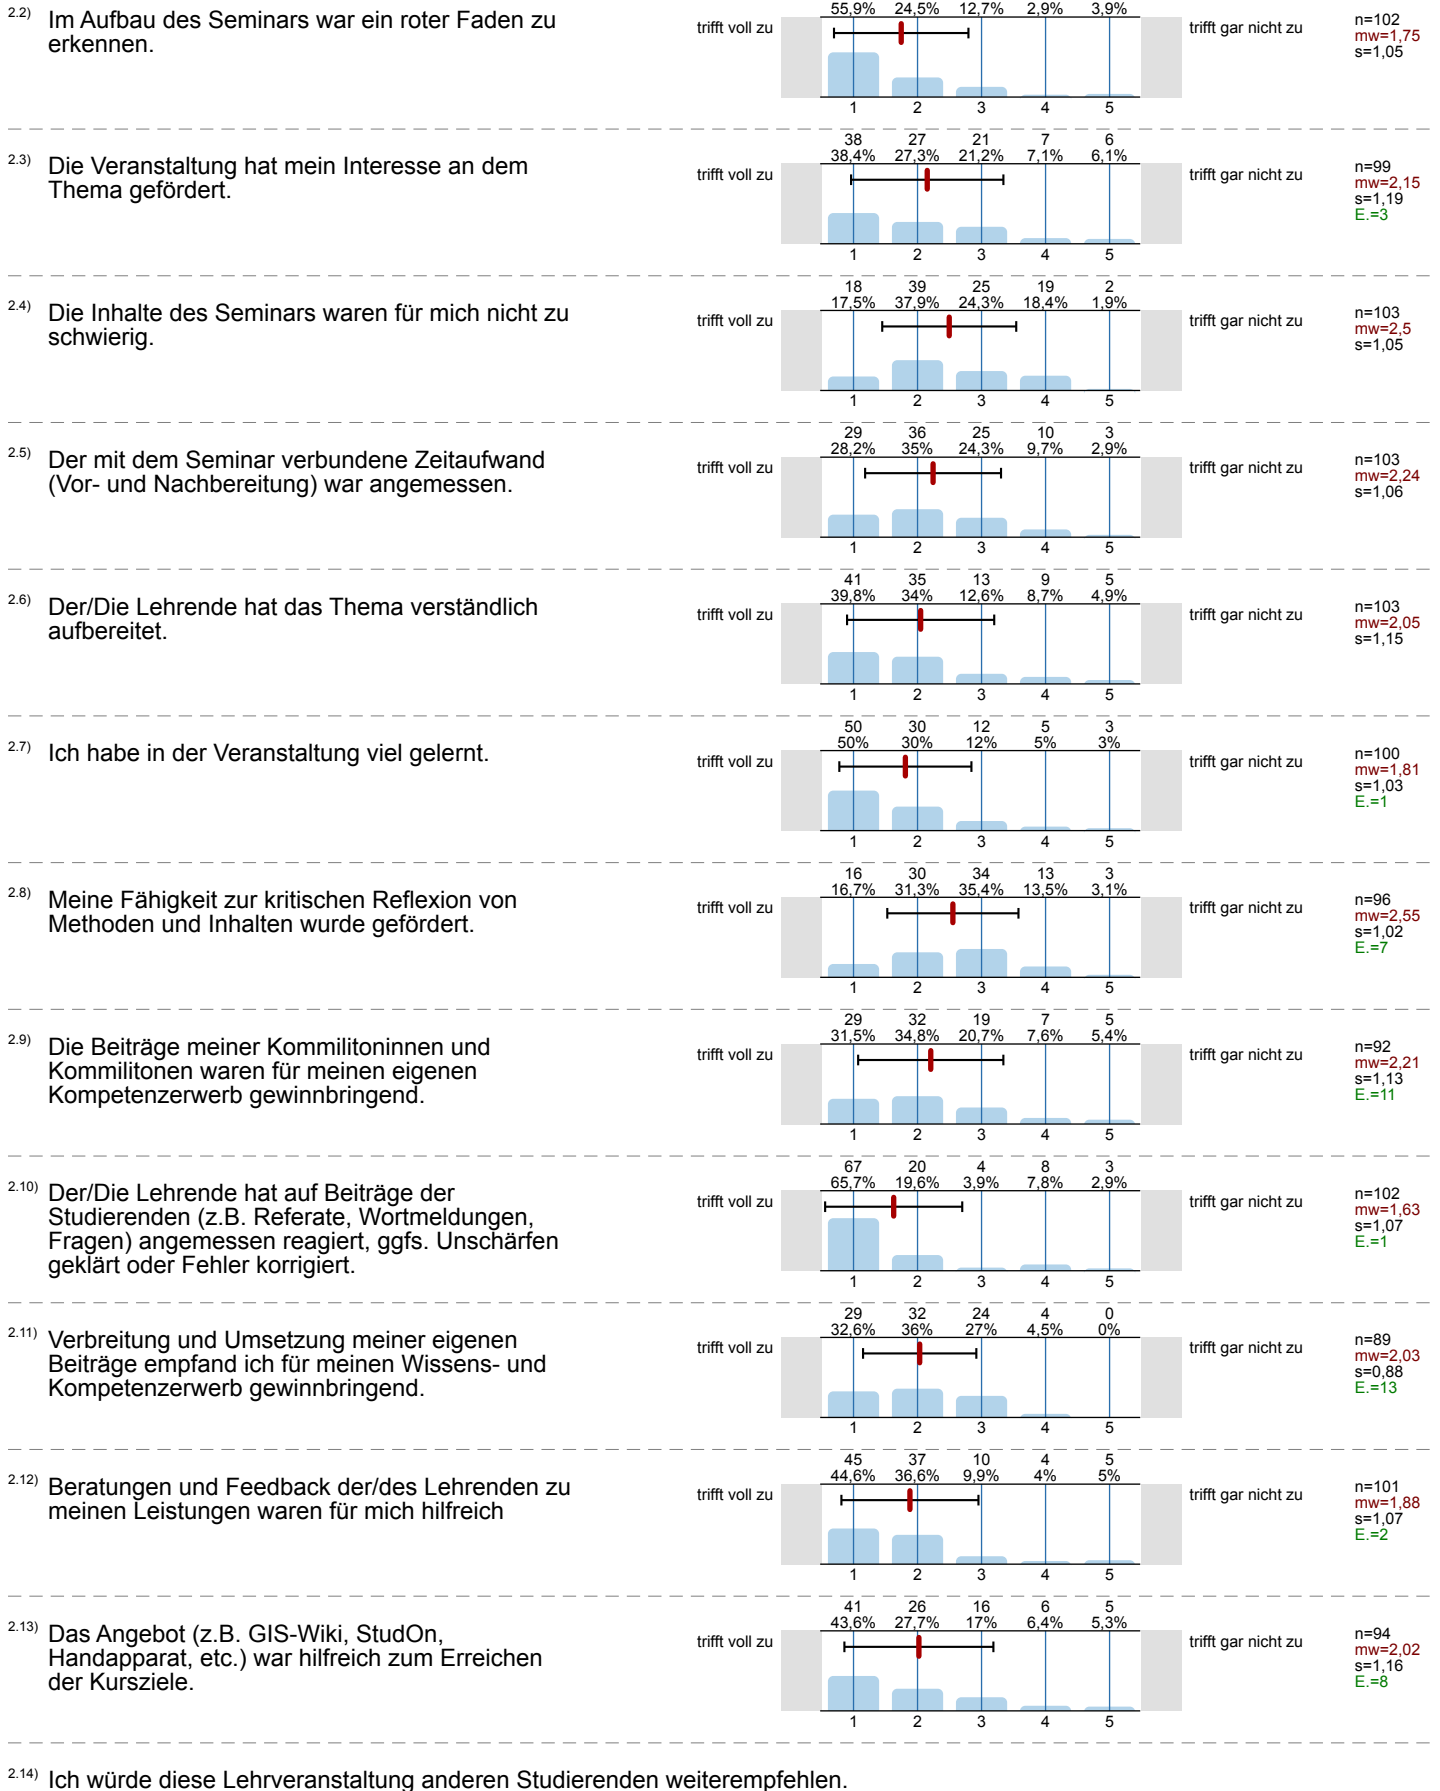 2.2) Im Aufbau des Seminars war ein roter Faden zu
erkennen.
trifft voll zu
55,9% 24,5% 12,7% 2,9% 3,9%
1 2 3 4 5
trifft gar nicht zu
n=102
mw=1,75
s=1,05
2.3) Die Veranstaltung hat mein Interesse an dem
Thema gefördert.
trifft voll zu
38 27 21 7 6
38,4% 27,3% 21,2% 7,1% 6,1%
1 2 3 4 5
trifft gar nicht zu
n=99
mw=2,15
s=1,19
E.=3
2.4) Die Inhalte des Seminars waren für mich nicht zu
schwierig.
trifft voll zu
18 39 25 19 2
17,5% 37,9% 24,3% 18,4% 1,9%
1 2 3 4 5
trifft gar nicht zu
n=103
mw=2,5
s=1,05
2.5) Der mit dem Seminar verbundene Zeitaufwand
(Vor- und Nachbereitung) war angemessen.
trifft voll zu
29 36 25 10 3
28,2% 35% 24,3% 9,7% 2,9%
1 2 3 4 5
trifft gar nicht zu
n=103
mw=2,24
s=1,06
2.6) Der/Die Lehrende hat das Thema verständlich
aufbereitet.
trifft voll zu
41 35 13 9 5
39,8% 34% 12,6% 8,7% 4,9%
1 2 3 4 5
trifft gar nicht zu
n=103
mw=2,05
s=1,15
2.7) Ich habe in der Veranstaltung viel gelernt.
trifft voll zu
50 30 12 5 3
50% 30% 12% 5% 3%
1 2 3 4 5
trifft gar nicht zu
n=100
mw=1,81
s=1,03
E.=1
2.8) Meine Fähigkeit zur kritischen Reflexion von
Methoden und Inhalten wurde gefördert.
trifft voll zu
16 30 34 13 3
16,7% 31,3% 35,4% 13,5% 3,1%
1 2 3 4 5
trifft gar nicht zu
n=96
mw=2,55
s=1,02
E.=7
2.9) Die Beiträge meiner Kommilitoninnen und
Kommilitonen waren für meinen eigenen
Kompetenzerwerb gewinnbringend.
trifft voll zu
29 32 19 7 5
31,5% 34,8% 20,7% 7,6% 5,4%
1 2 3 4 5
trifft gar nicht zu
n=92
mw=2,21
s=1,13
E.=11
2.10) Der/Die Lehrende hat auf Beiträge der
Studierenden (z.B. Referate, Wortmeldungen,
Fragen) angemessen reagiert, ggfs. Unschärfen
geklärt oder Fehler korrigiert.
trifft voll zu
67 20 4 8 3
65,7% 19,6% 3,9% 7,8% 2,9%
1 2 3 4 5
trifft gar nicht zu
n=102
mw=1,63
s=1,07
E.=1
2.11) Verbreitung und Umsetzung meiner eigenen
Beiträge empfand ich für meinen Wissens- und
Kompetenzerwerb gewinnbringend.
trifft voll zu
29 32 24 4 0
32,6% 36% 27% 4,5% 0%
1 2 3 4 5
trifft gar nicht zu
n=89
mw=2,03
s=0,88
E.=13
2.12) Beratungen und Feedback der/des Lehrenden zu
meinen Leistungen waren für mich hilfreich
trifft voll zu
45 37 10 4 5
44,6% 36,6% 9,9% 4% 5%
1 2 3 4 5
trifft gar nicht zu
n=101
mw=1,88
s=1,07
E.=2
2.13) Das Angebot (z.B. GIS-Wiki, StudOn,
Handapparat, etc.) war hilfreich zum Erreichen
der Kursziele.
trifft voll zu
41 26 16 6 5
43,6% 27,7% 17% 6,4% 5,3%
1 2 3 4 5
trifft gar nicht zu
n=94
mw=2,02
s=1,16
E.=8
2.14) Ich würde diese Lehrveranstaltung anderen Studierenden weiterempfehlen.